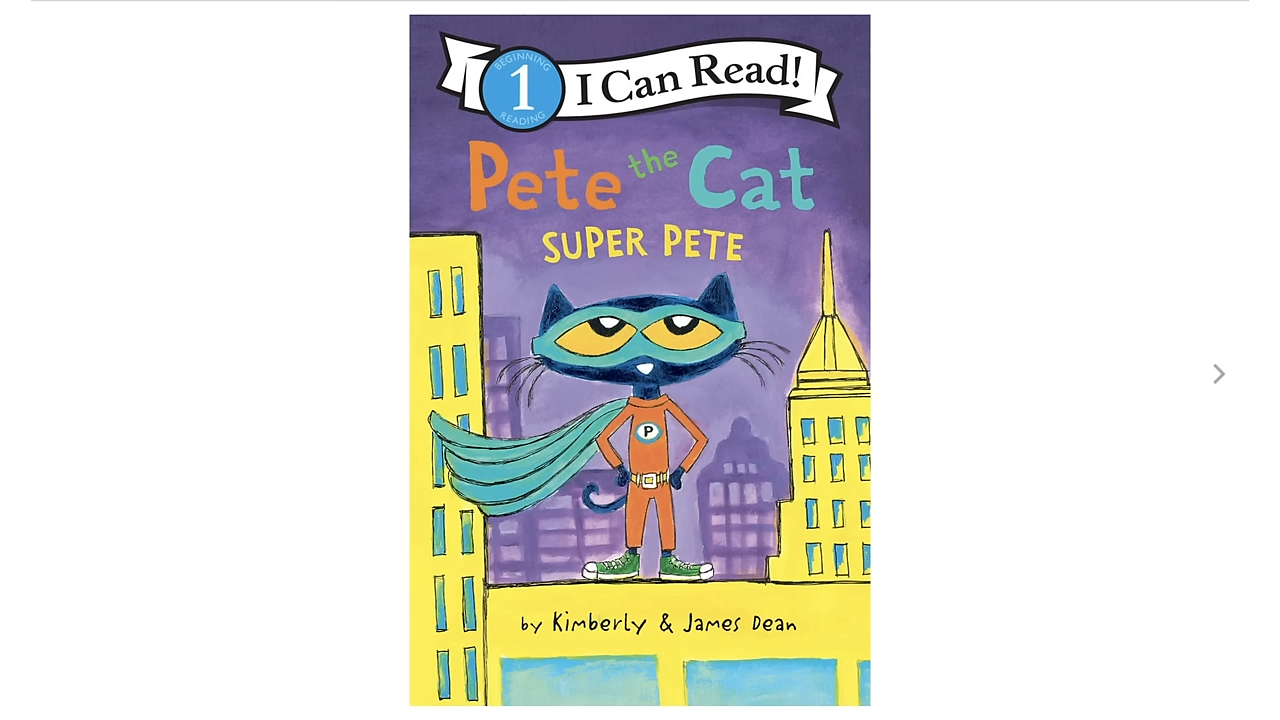 BEGINNING
1
READING
I Can Read!
Pete the Cat
SUPER PETE
P
by Kimberly & James Dean